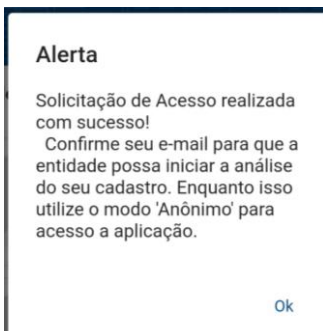 Alerta
Solicitação de Acesso realizada
com sucesso!
Confirme seu e-mail para que a
entidade possa iniciar a análise
do seu cadastro. Enquanto isso
utilize o modo 'Anônimo' para
acesso a aplicação.
Ok